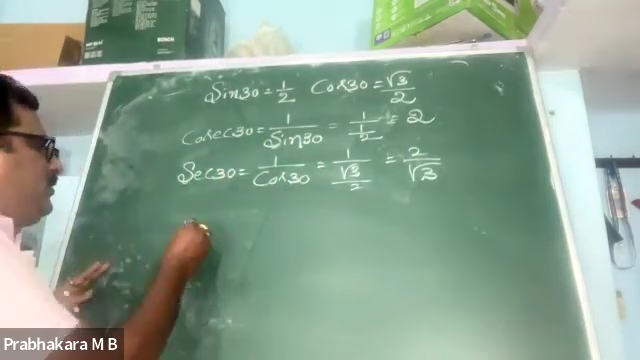 BOSCH
Sin30 = 1/2 Cos30 = √3/2
Cosec30 = 1/Sin30 = 1/(1/2) = 2
Sec30 = 1/Cos30 = 1/(√3/2) = 2/√3
Prabhakara M B